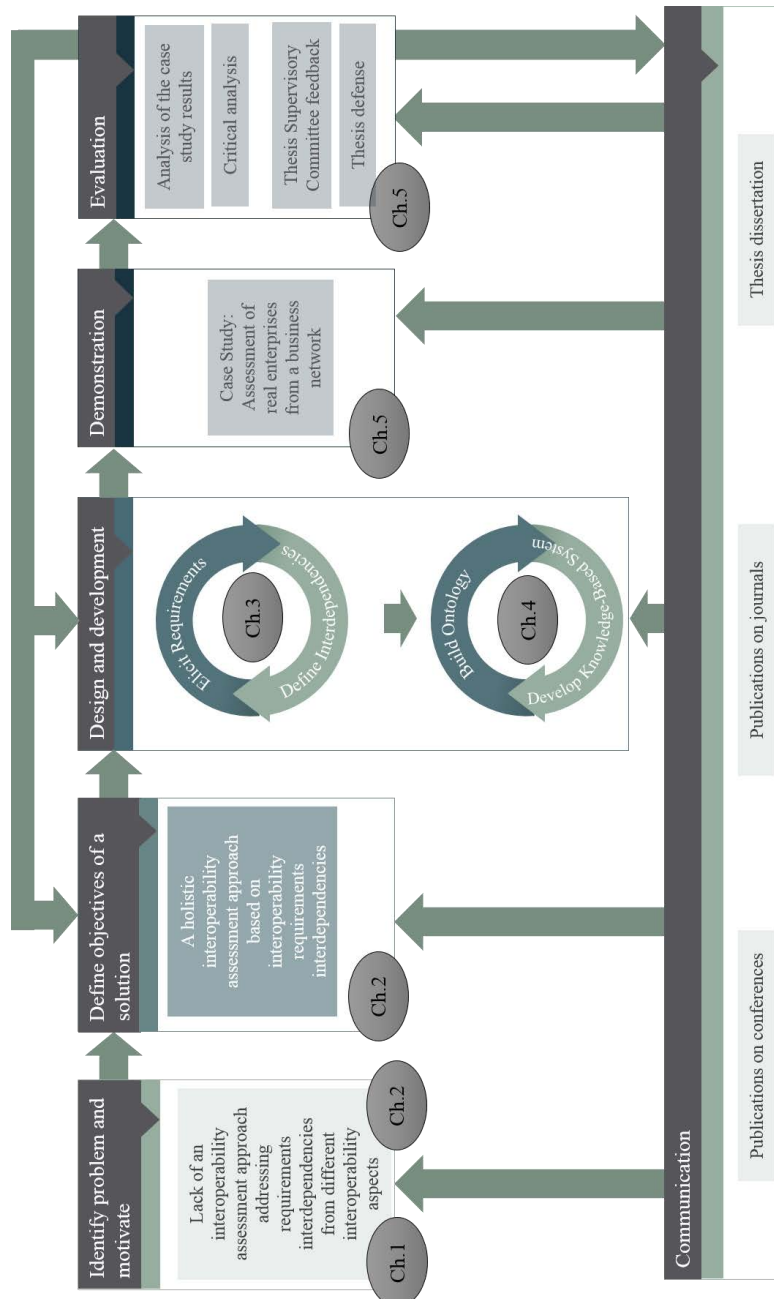 Identify problem and
motivate
Lack of an
interoperability
assessment approach
addressing
requirements
interdependencies
from different
interoperability
aspects
Ch.1
Ch.2
Define objectives of a
solution
A holistic
interoperability
assessment approach
based on
interoperability
requirements
interdependencies
Ch.2
Design and development
Elicit Requirements
Define Interdependencies
Ch.3
Build Ontology
Develop Knowledge-Based System
Ch.4
Demonstration
Case Study:
Assessment of
real enterprises
from a business
network
Ch.5
Evaluation
Analysis of the case
study results
Critical analysis
Thesis Supervisory
Committee feedback
Thesis defense
Ch.5
Communication
Publications on conferences
Publications on journals
Thesis dissertation